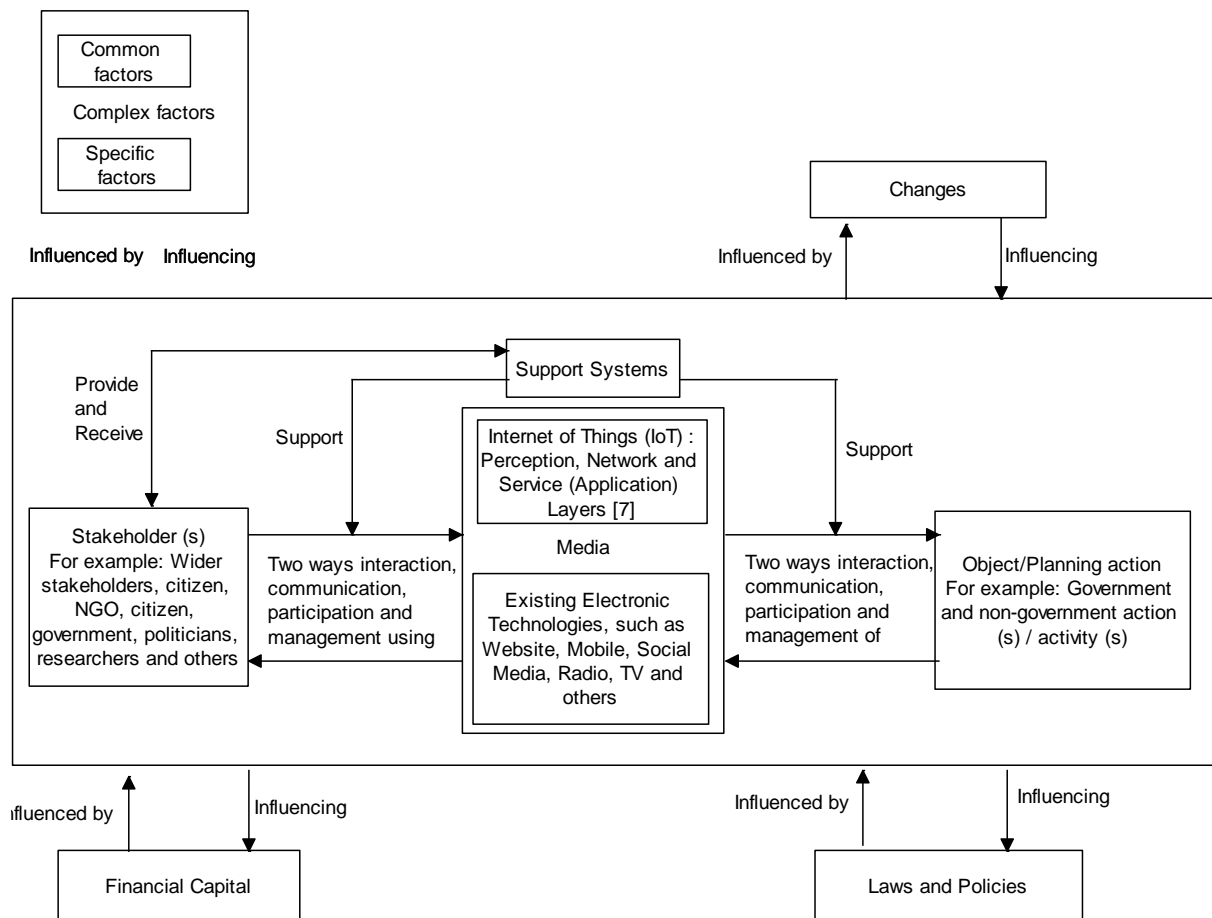 Common
factors
Complex factors
Specific
factors
Changes
Influenced by Influencing
Influenced by
Influencing
Support Systems
Provide
and
Receive
Support
Support
Internet of Things (IoT) :
Perception, Network and
Service (Application)
Layers [7]
Media
Existing Electronic
Technologies, such as
Website, Mobile, Social
Media, Radio, TV and
others
Stakeholder (s)
For example: Wider
stakeholders, citizen,
NGO, citizen,
government, politicians,
researchers and others
Two ways interaction,
communication,
participation and
management using
Two ways interaction,
communication,
participation and
management of
Object/Planning action
For example: Government
and non-government action
(s) / activity (s)
nfluenced by
Influencing
Influenced by
Influencing
Financial Capital
Laws and Policies